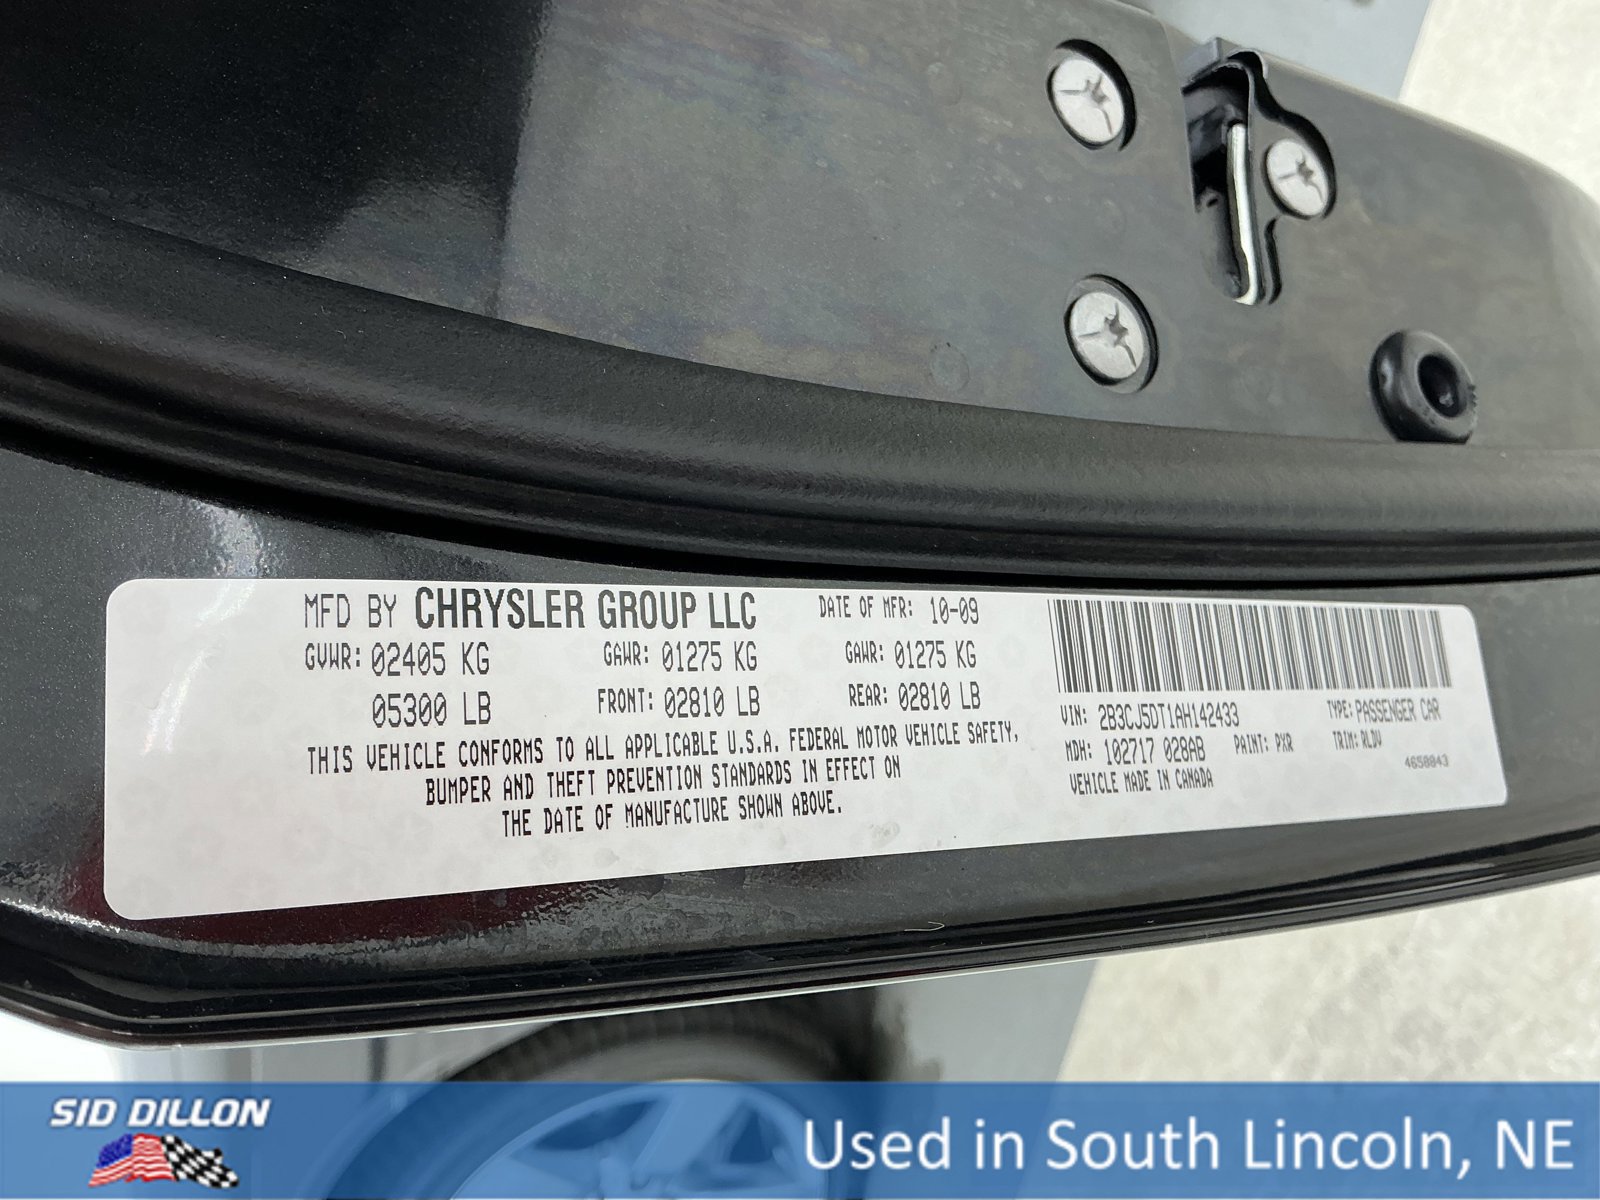 MFD BY CHRYSLER GROUP LLC DATE OF MFR: 10-09
GVWR: 02405 KG GAWR: 01275 KG GAWR: 01275 KG
05300 LB FRONT: 02810 LB REAR: 02810 LB
THIS VEHICLE CONFORMS TO ALL APPLICABLE U.S.A. FEDERAL MOTOR VEHICLE SAFETY,
BUMPER AND THEFT PREVENTION STANDARDS IN EFFECT ON
THE DATE OF MANUFACTURE SHOWN ABOVE.
VIN: 2B3CJ5DT1AH142433 TYPE: PASSENGER CAR
MDH: 102717 028AB PAINT: PXR TRIM: RLDV
VEHICLE MADE IN CANADA 4658843
SID DILLON
Used in South Lincoln, NE